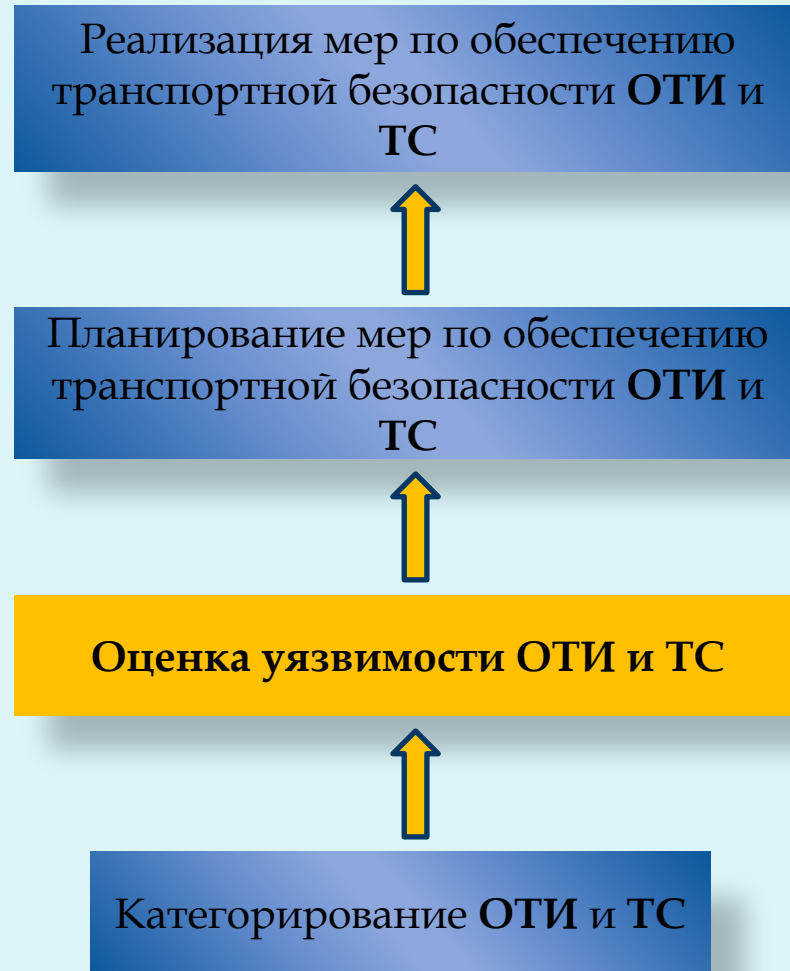 Реализация мер по обеспечению
транспортной безопасности ОТИ и
ТС
Планирование мер по обеспечению
транспортной безопасности ОТИ и
ТС
Оценка уязвимости ОТИ и ТС
Категорирование ОТИ и ТС